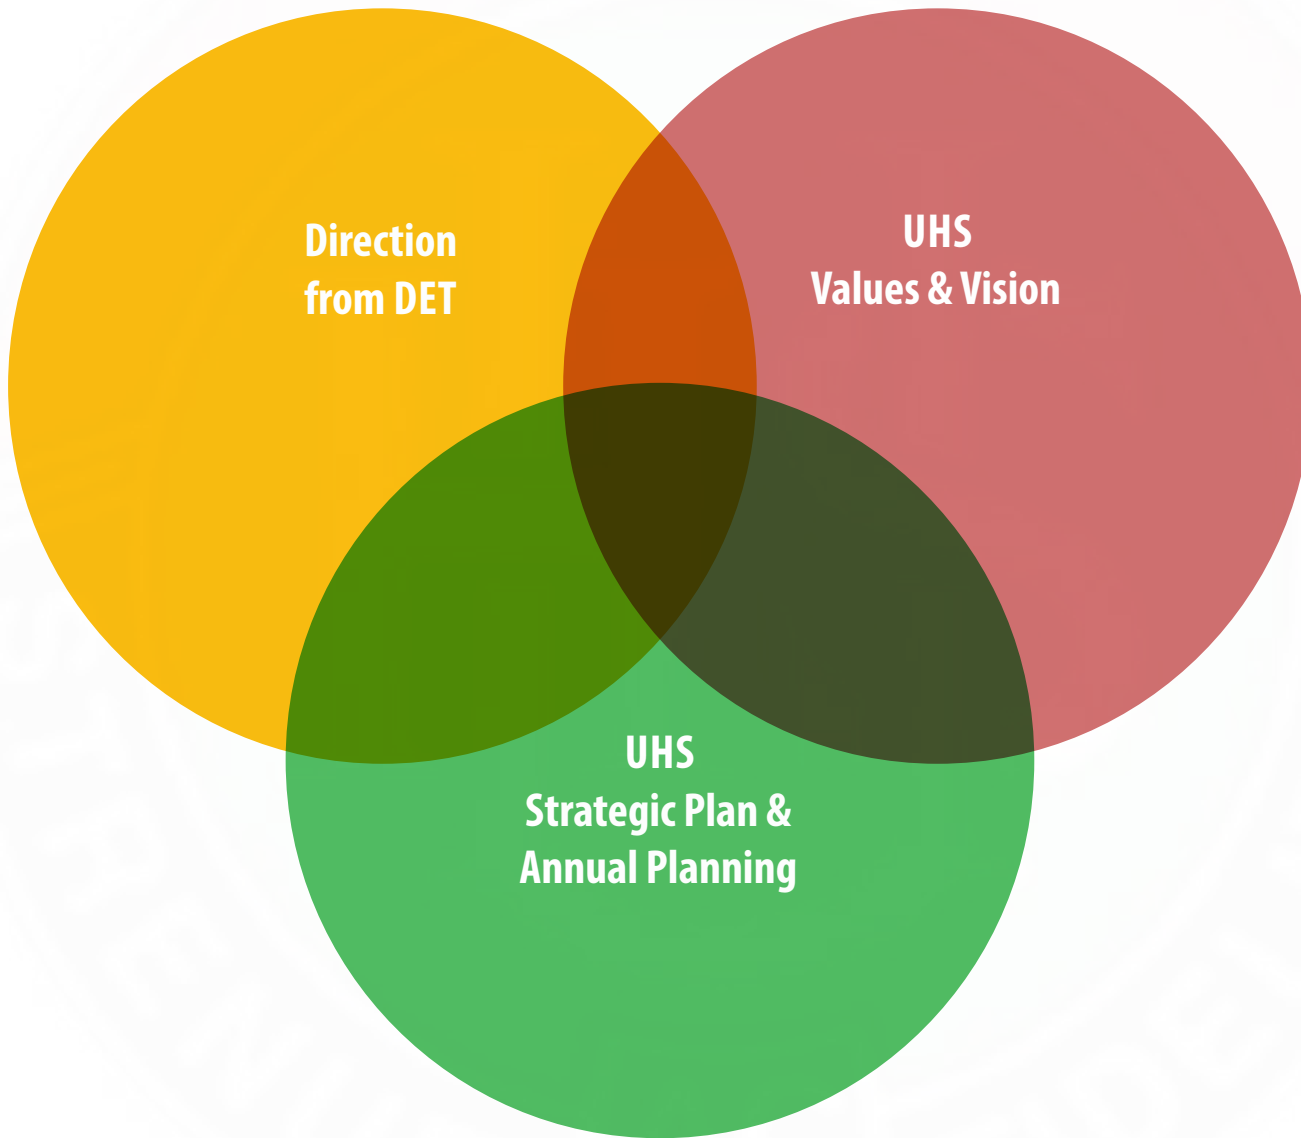 Direction
from DET
UHS
Values & Vision
UHS
Strategic Plan &
Annual Planning